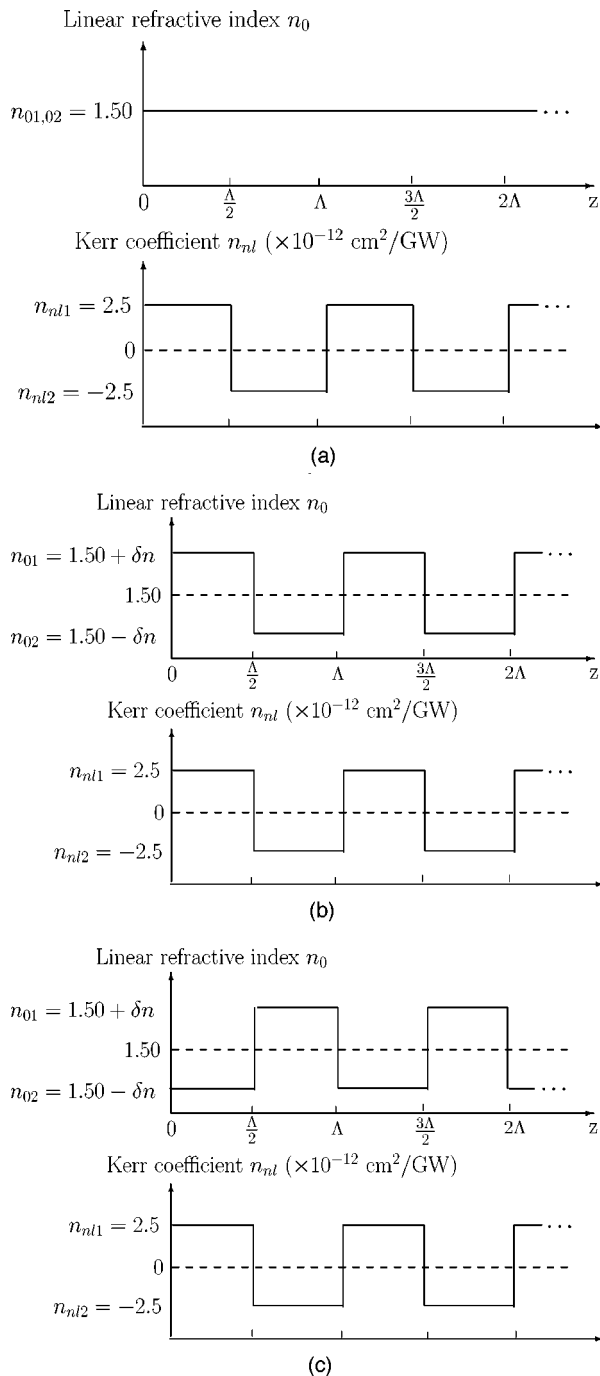 Linear refractive index n₀
n₀₁,₀₂ = 1.50
. . .
0 Λ/2 Λ 3Λ/2 2Λ z
Kerr coefficient nₙₗ (×10⁻¹² cm²/GW)
nₙₗ₁ = 2.5
. . .
0
nₙₗ₂ = −2.5
(a)
Linear refractive index n₀
n₀₁ = 1.50 + δn
. . .
1.50
n₀₂ = 1.50 − δn
0 Λ/2 Λ 3Λ/2 2Λ z
Kerr coefficient nₙₗ (×10⁻¹² cm²/GW)
nₙₗ₁ = 2.5
. . .
0
nₙₗ₂ = −2.5
(b)
Linear refractive index n₀
n₀₁ = 1.50 + δn
1.50
n₀₂ = 1.50 − δn
. . .
0 Λ/2 Λ 3Λ/2 2Λ z
Kerr coefficient nₙₗ (×10⁻¹² cm²/GW)
nₙₗ₁ = 2.5
. . .
0
nₙₗ₂ = −2.5
(c)